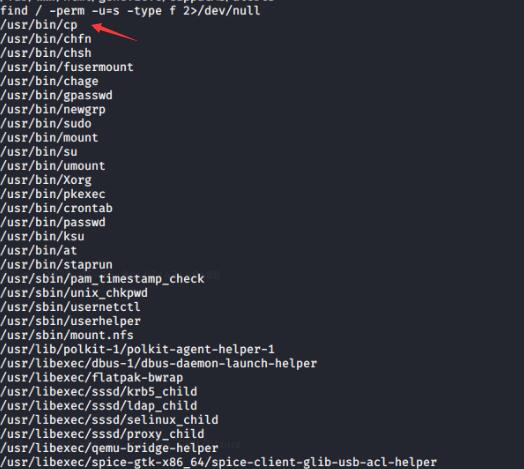 find / -perm -u=s -type f 2>/dev/null
/usr/bin/cp
/usr/bin/chfn
/usr/bin/chsh
/usr/bin/fusermount
/usr/bin/chage
/usr/bin/gpasswd
/usr/bin/newgrp
/usr/bin/sudo
/usr/bin/mount
/usr/bin/su
/usr/bin/umount
/usr/bin/Xorg
/usr/bin/pkexec
/usr/bin/crontab
/usr/bin/passwd
/usr/bin/ksu
/usr/bin/at
/usr/bin/staprun
/usr/sbin/pam_timestamp_check
/usr/sbin/unix_chkpwd
/usr/sbin/usernetctl
/usr/sbin/userhelper
/usr/sbin/mount.nfs
/usr/lib/polkit-1/polkit-agent-helper-1
/usr/libexec/dbus-1/dbus-daemon-launch-helper
/usr/libexec/flatpak-bwrap
/usr/libexec/sssd/krb5_child
/usr/libexec/sssd/ldap_child
/usr/libexec/sssd/selinux_child
/usr/libexec/sssd/proxy_child
/usr/libexec/qemu-bridge-helper
/usr/libexec/spice-gtk-x86_64/spice-client-glib-usb-acl-helper